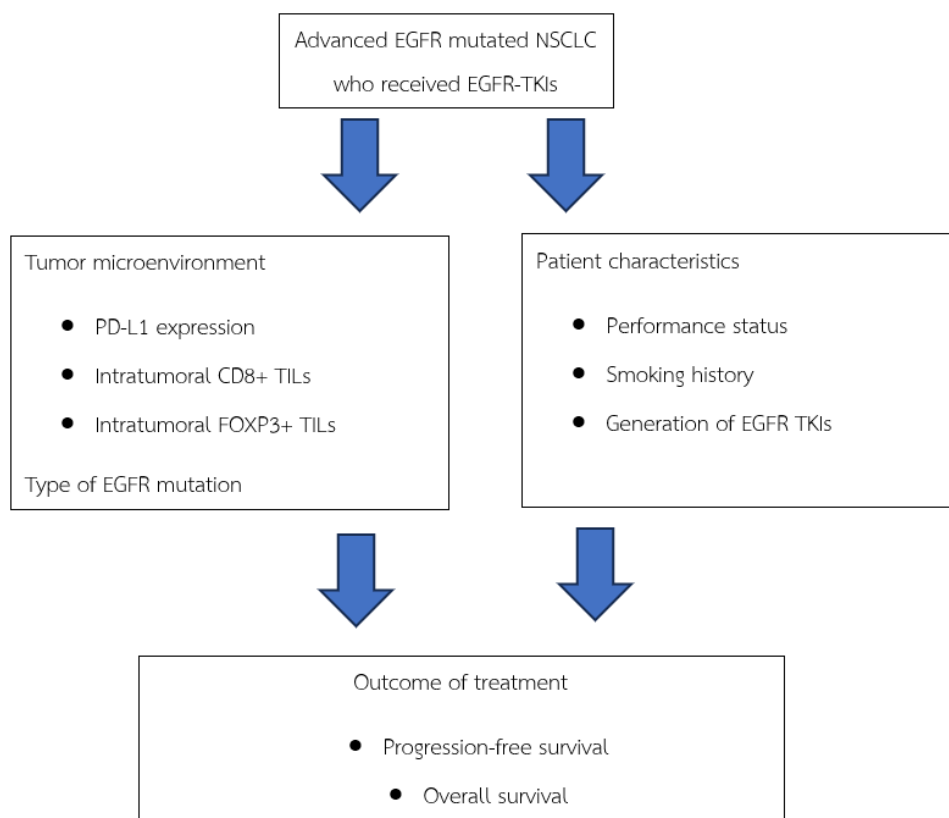 Advanced EGFR mutated NSCLC
who received EGFR-TKIs
Tumor microenvironment
● PD-L1 expression
● Intratumoral CD8+ TILs
● Intratumoral FOXP3+ TILs
Type of EGFR mutation
Patient characteristics
● Performance status
● Smoking history
● Generation of EGFR TKIs
Outcome of treatment
● Progression-free survival
● Overall survival